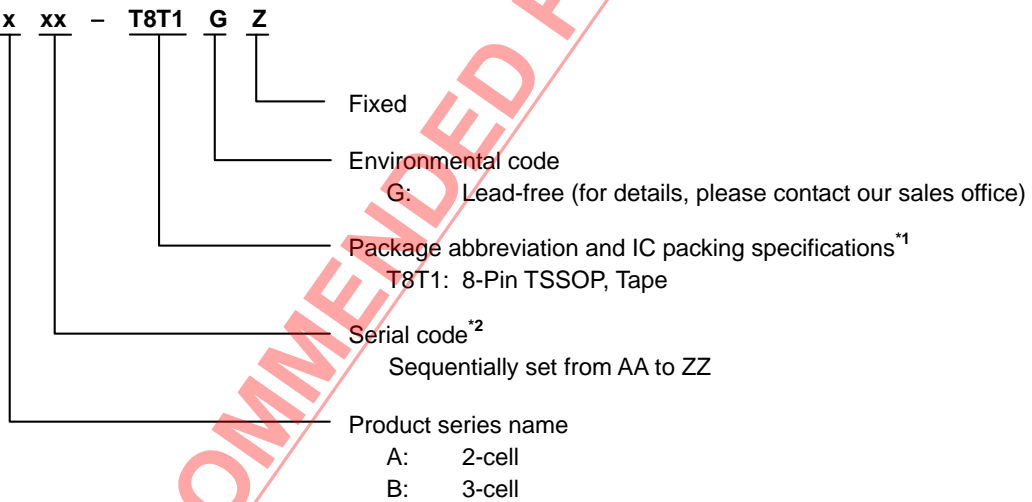 x xx – T8T1 G Z
Fixed
Environmental code
G: Lead-free (for details, please contact our sales office)
Package abbreviation and IC packing specifications*1
T8T1: 8-Pin TSSOP, Tape
Serial code*2
Sequentially set from AA to ZZ
Product series name
A: 2-cell
B: 3-cell
OMMENDED